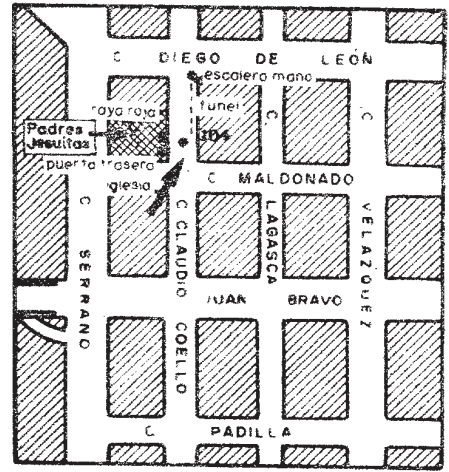 C DIEGO DE LEÓN
escalera mano
raya roja
tunel
Padres
Jesuitas
104
puerta trasera
iglesia
C MALDONADO
C SERRANO
C CLAUDIO COELLO
C LAGASCA
C VELAZQUEZ
JUAN BRAVO
C PADILLA